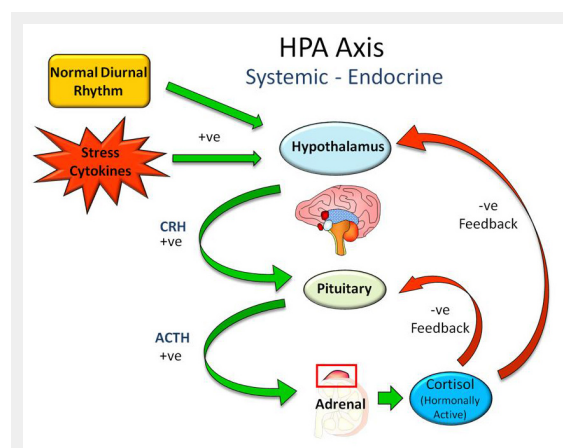 HPA Axis
Systemic - Endocrine
Normal Diurnal
Rhythm
+ve
Stress
Cytokines
Hypothalamus
CRH
+ve
-ve
Feedback
Pituitary
-ve
Feedback
ACTH
+ve
Adrenal
Cortisol
(Hormonally
Active)